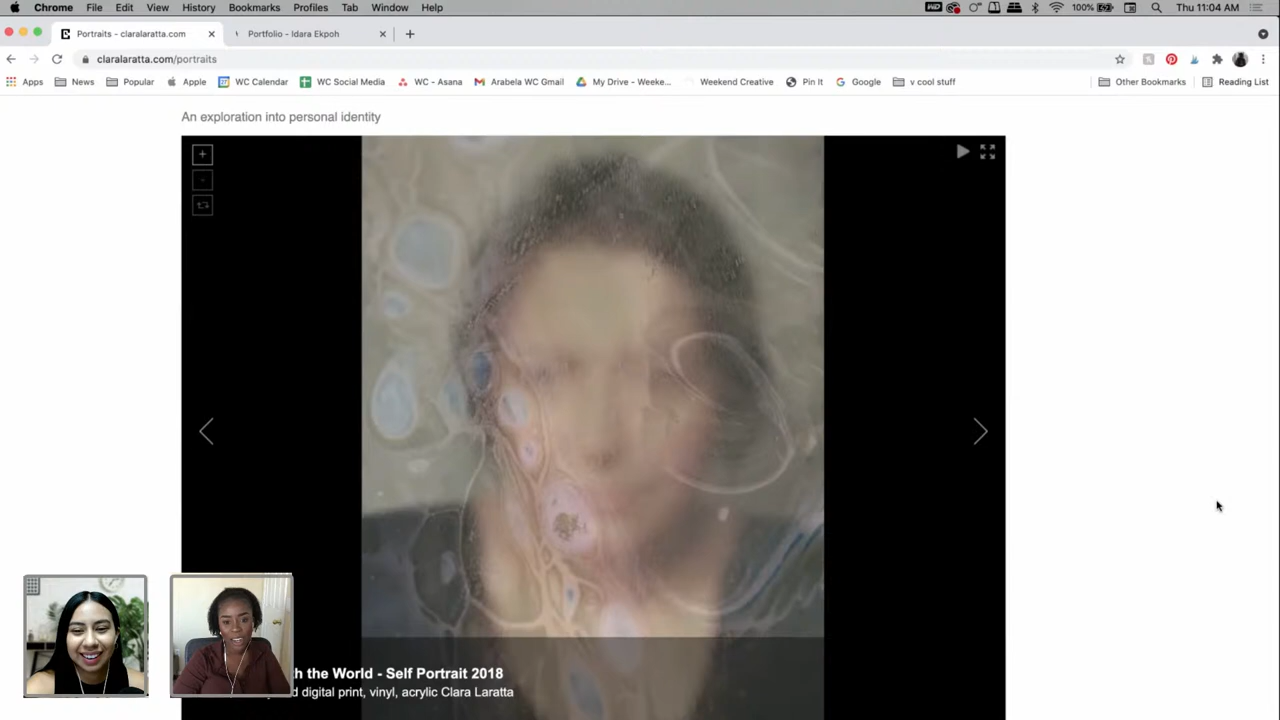 Chrome File Edit View History Bookmarks Profiles Tab Window Help 100% Thu 11:04 AM
Portraits - claralaratta.com Portfolio - Idara Ekpoh
claralaratta.com/portraits
Apps News Popular Apple WC Calendar WC Social Media WC - Asana Arabela WC Gmail My Drive - Weeke... Weekend Creative Pin It Google v cool stuff Other Bookmarks Reading List
An exploration into personal identity
the World - Self Portrait 2018
digital print, vinyl, acrylic Clara Laratta